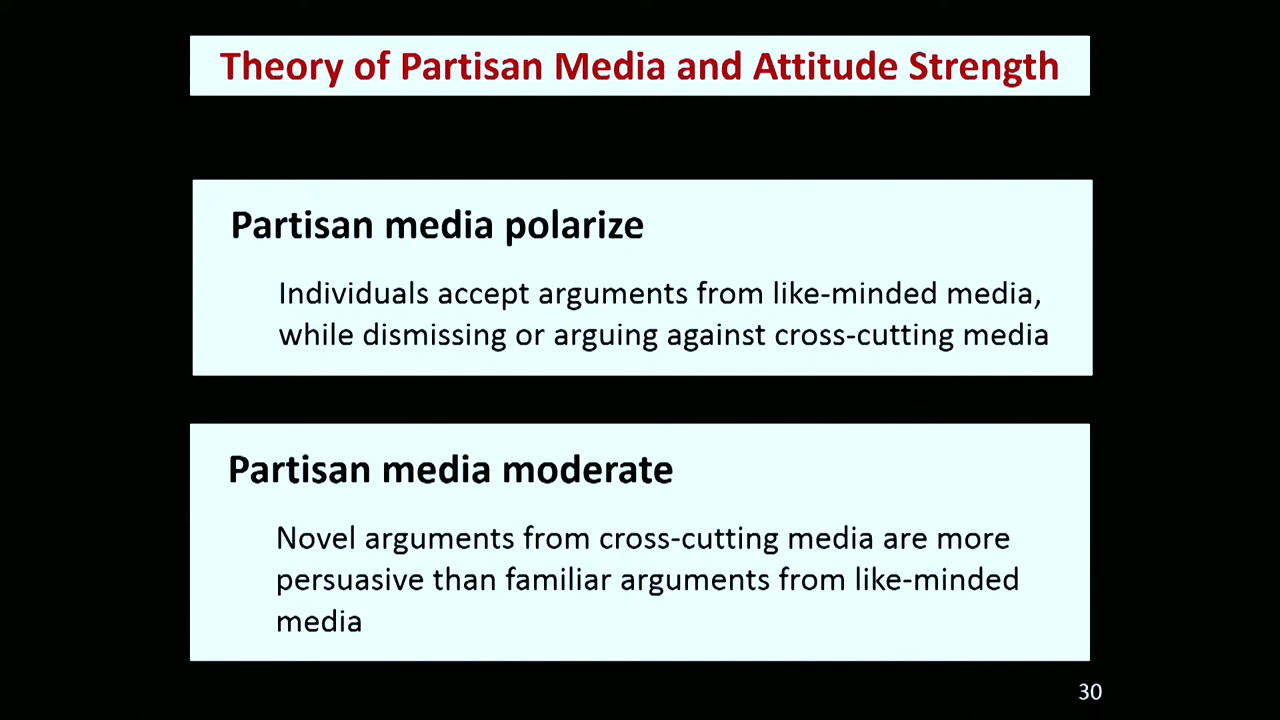 Theory of Partisan Media and Attitude Strength
Partisan media polarize
Individuals accept arguments from like-minded media,
while dismissing or arguing against cross-cutting media
Partisan media moderate
Novel arguments from cross-cutting media are more
persuasive than familiar arguments from like-minded
media
30